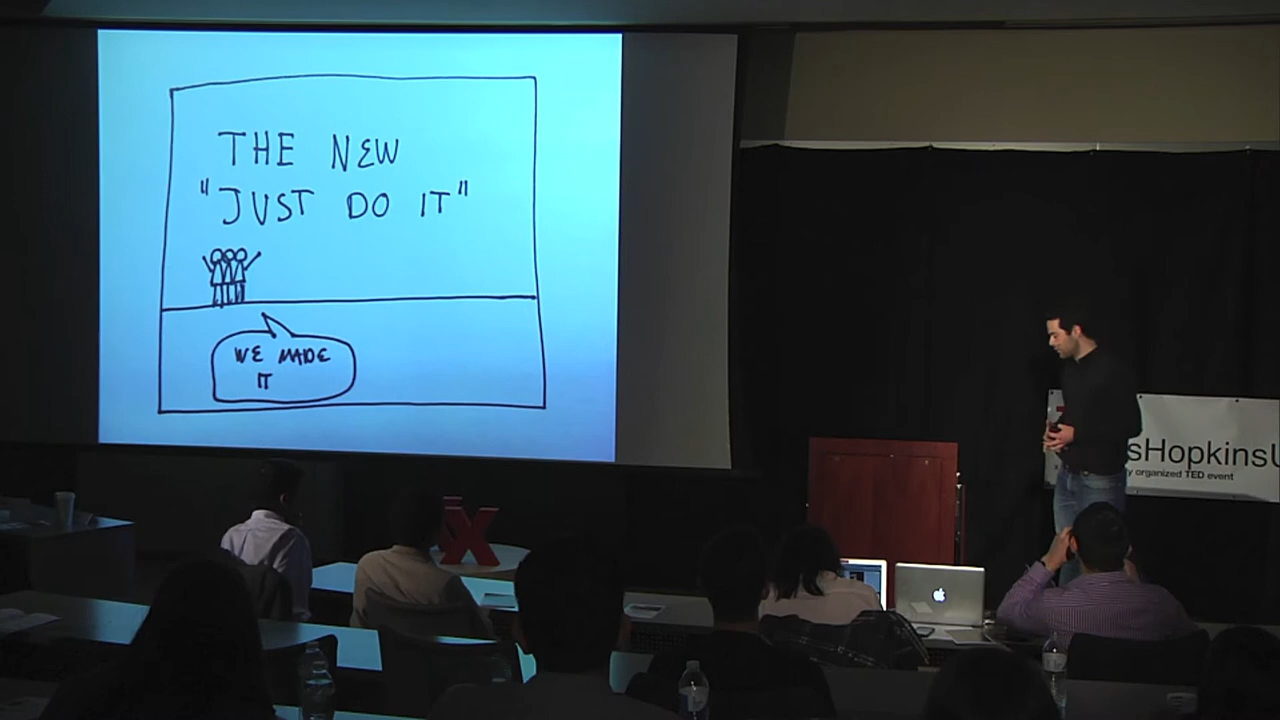 THE NEW
"JUST DO IT"
WE MADE
IT
X
sHopkinsU
y organized TED event